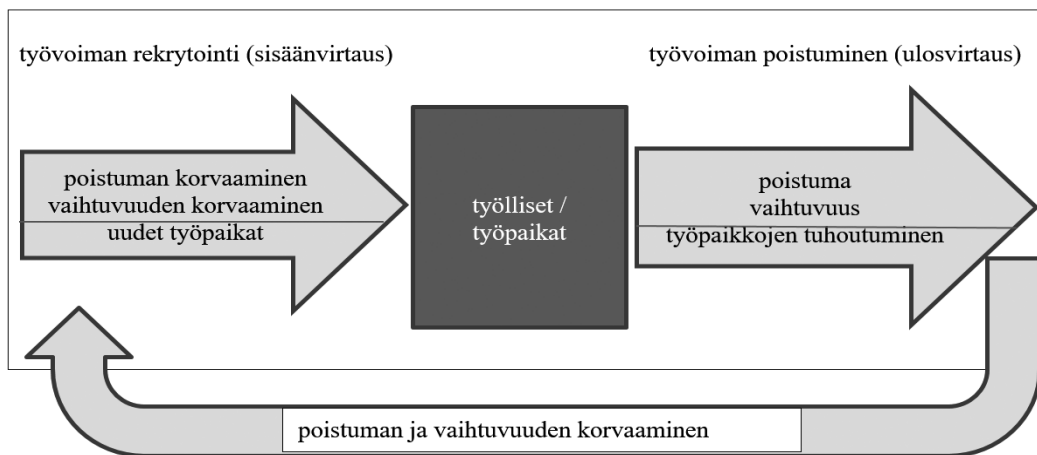 työvoiman rekrytointi (sisäänvirtaus)
työvoiman poistuminen (ulosvirtaus)
poistuman korvaaminen
vaihtuvuuden korvaaminen
uudet työpaikat
työlliset /
työpaikat
poistuma
vaihtuvuus
työpaikkojen tuhoutuminen
poistuman ja vaihtuvuuden korvaaminen